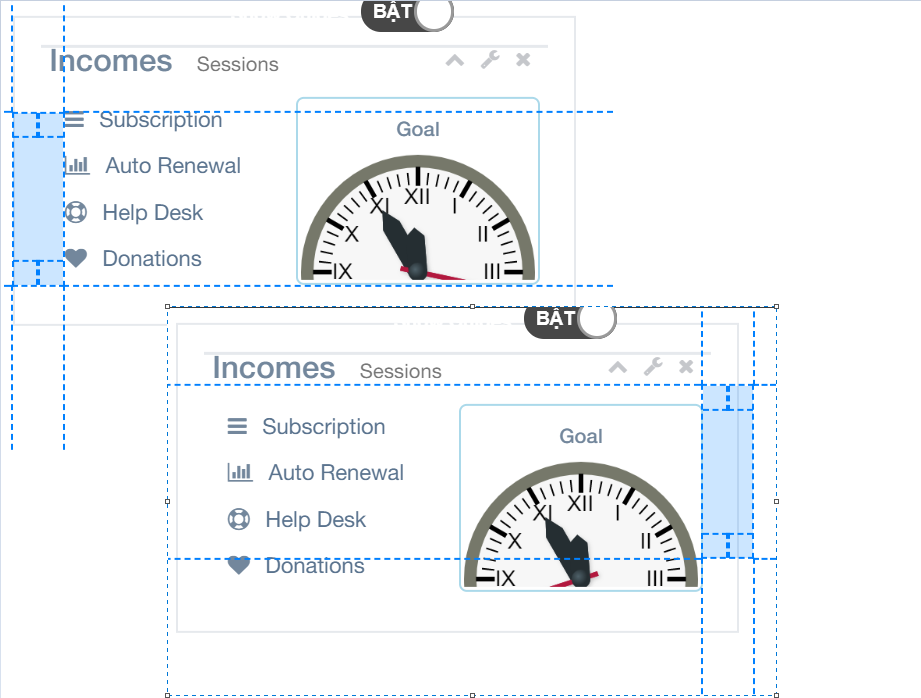 BẬT
Incomes Sessions
Subscription
Auto Renewal
Help Desk
Donations
Goal
IX X XI XII I II III
BẬT
Incomes Sessions
Subscription
Auto Renewal
Help Desk
Donations
Goal
IX X XI XII I II III